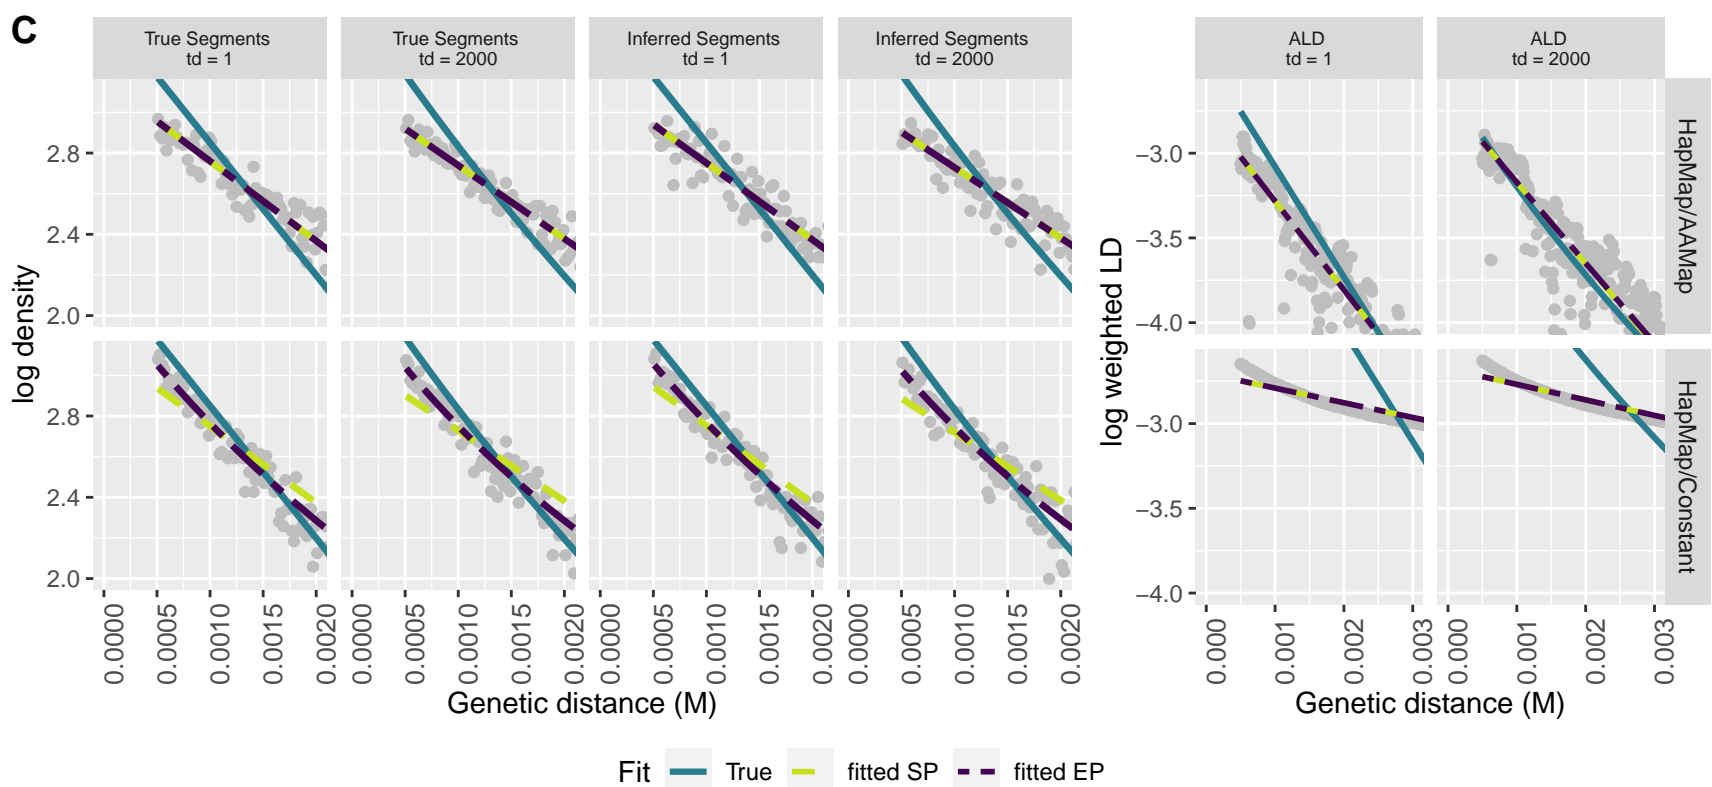 C
True Segments
td = 1
True Segments
td = 2000
Inferred Segments
td = 1
Inferred Segments
td = 2000
ALD
td = 1
ALD
td = 2000
log density
2.8
2.4
2.0
2.8
2.4
2.0
0.0000
0.0005
0.0010
0.0015
0.0020
0.0000
0.0005
0.0010
0.0015
0.0020
0.0000
0.0005
0.0010
0.0015
0.0020
0.0000
0.0005
0.0010
0.0015
0.0020
Genetic distance (M)
log weighted LD
−3.0
−3.5
−4.0
−3.0
−3.5
−4.0
HapMap/AAMap
HapMap/Constant
0.000
0.001
0.002
0.003
0.000
0.001
0.002
0.003
Genetic distance (M)
Fit
True
fitted SP
fitted EP